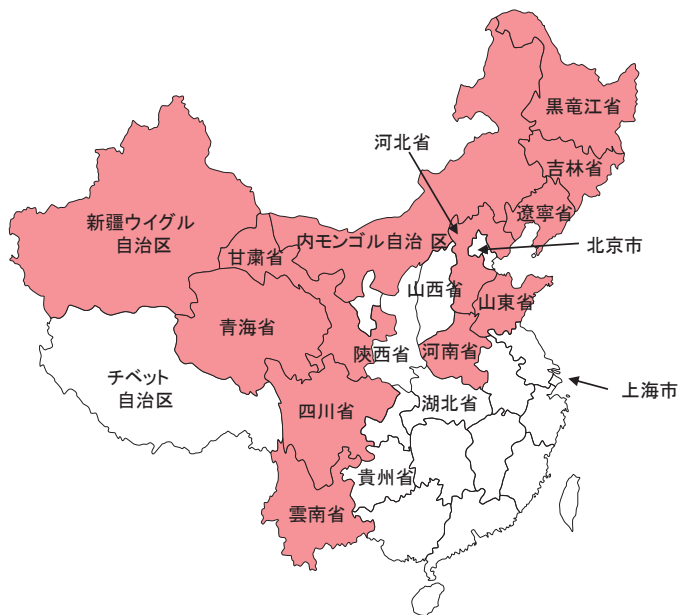 黒竜江省
河北省
吉林省
遼寧省
新疆ウイグル
自治区
内モンゴル自治 区
北京市
甘粛省
山西省
山東省
青海省
陝西省
河南省
チベット
自治区
上海市
四川省
湖北省
貴州省
雲南省